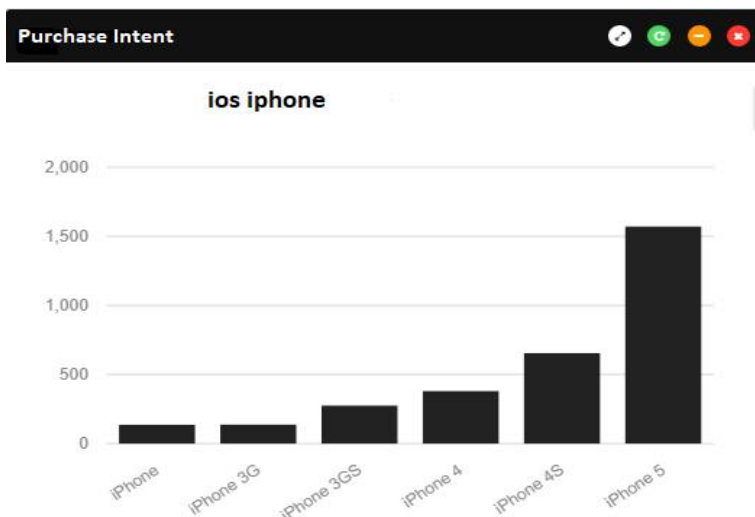 Purchase Intent
ios iphone
2,000
1,500
1,000
500
0
iPhone
iPhone 3G
iPhone 3GS
iPhone 4
iPhone 4S
iPhone 5